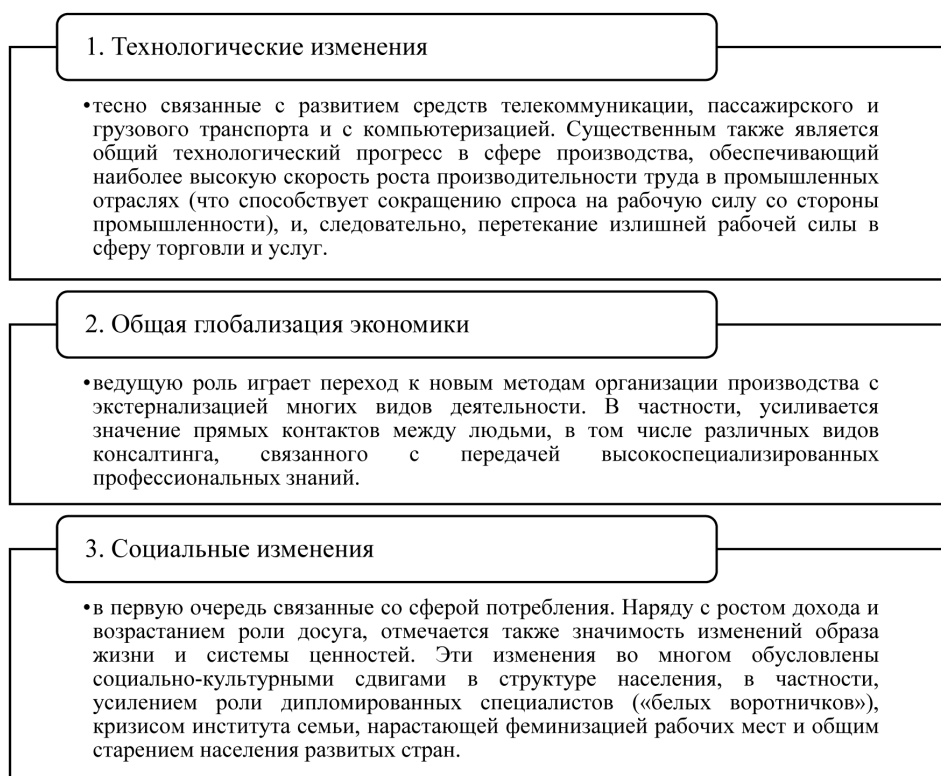 1. Технологические изменения
•тесно связанные с развитием средств телекоммуникации, пассажирского и
грузового транспорта и с компьютеризацией. Существенным также является
общий технологический прогресс в сфере производства, обеспечивающий
наиболее высокую скорость роста производительности труда в промышленных
отраслях (что способствует сокращению спроса на рабочую силу со стороны
промышленности), и, следовательно, перетекание излишней рабочей силы в
сферу торговли и услуг.
2. Общая глобализация экономики
•ведущую роль играет переход к новым методам организации производства с
экстернализацией многих видов деятельности. В частности, усиливается
значение прямых контактов между людьми, в том числе различных видов
консалтинга, связанного с передачей высокоспециализированных
профессиональных знаний.
3. Социальные изменения
•в первую очередь связанные со сферой потребления. Наряду с ростом дохода и
возрастанием роли досуга, отмечается также значимость изменений образа
жизни и системы ценностей. Эти изменения во многом обусловлены
социально-культурными сдвигами в структуре населения, в частности,
усилением роли дипломированных специалистов («белых воротничков»),
кризисом института семьи, нарастающей феминизацией рабочих мест и общим
старением населения развитых стран.